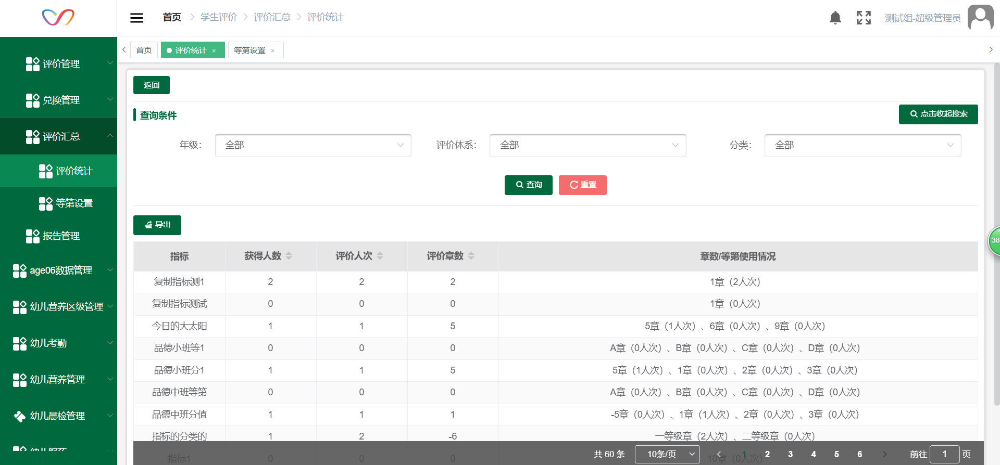 首页 > 学生评价 > 评价汇总 > 评价统计
测试组-超级管理员
首页
评价统计 ×
等第设置 ×
评价管理
兑换管理
评价汇总
评价统计
等第设置
报告管理
age06数据管理
幼儿营养区级管理
幼儿考勤
幼儿营养管理
幼儿晨检管理
幼儿服药
返回
查询条件
点击收起搜索
年级： 全部
评价体系： 全部
分类： 全部
查询
重置
导出
指标 获得人数 评价人次 评价章数 章数/等第使用情况
复制指标测1 2 2 2 1章（2人次）
复制指标测试 0 0 0 1章（0人次）
今日的大太阳 1 1 5 5章（1人次）、6章（0人次）、9章（0人次）
品德小班等1 0 0 0 A章（0人次）、B章（0人次）、C章（0人次）、D章（0人次）
品德小班分1 1 1 5 5章（1人次）、1章（0人次）、2章（0人次）、3章（0人次）
品德中班等第 0 0 0 A章（0人次）、B章（0人次）、C章（0人次）、D章（0人次）
品德中班分值 1 1 1 -5章（0人次）、1章（1人次）、2章（0人次）、3章（0人次）
指标的分类的 1 2 -6 一等级章（2人次）、二等级章（0人次）
指标1 0 0 0 10章（0人次）
共 60 条 10条/页 1 2 3 4 5 6 前往 1 页
38